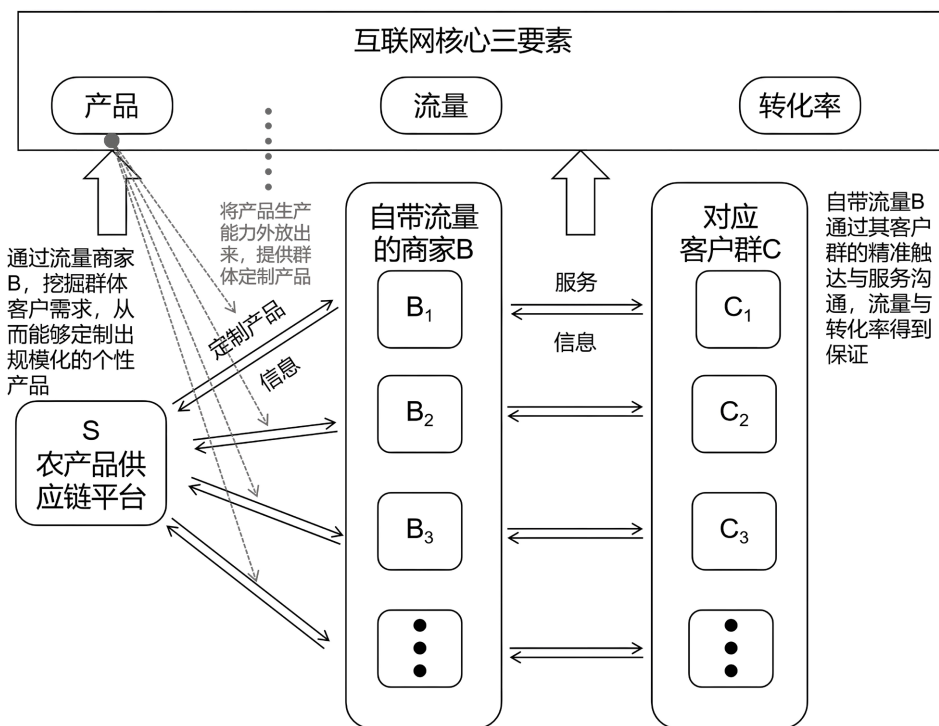 互联网核心三要素
产品
流量
转化率
将产品生产
能力外放出
来，提供群
体定制产品
通过流量商家
B，挖掘群体
客户需求，从
而能够定制出
规模化的个性
产品
S
农产品供
应链平台
定制产品
信息
自带流量
的商家B
B₁
B₂
B₃
服务
信息
对应
客户群C
C₁
C₂
C₃
自带流量B
通过其客户
群的精准触
达与服务沟
通，流量与
转化率得到
保证